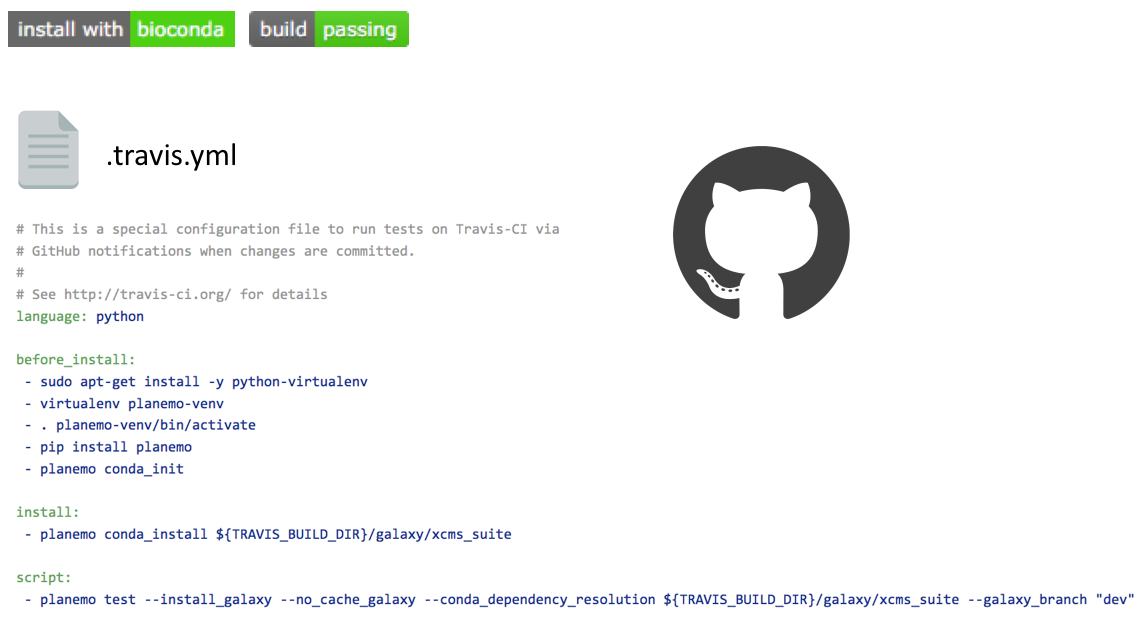 install with bioconda build passing
.travis.yml
# This is a special configuration file to run tests on Travis-CI via
# GitHub notifications when changes are committed.
#
# See http://travis-ci.org/ for details
language: python
before_install:
- sudo apt-get install -y python-virtualenv
- virtualenv planemo-venv
- . planemo-venv/bin/activate
- pip install planemo
- planemo conda_init
install:
- planemo conda_install ${TRAVIS_BUILD_DIR}/galaxy/xcms_suite
script:
- planemo test --install_galaxy --no_cache_galaxy --conda_dependency_resolution ${TRAVIS_BUILD_DIR}/galaxy/xcms_suite --galaxy_branch "dev"